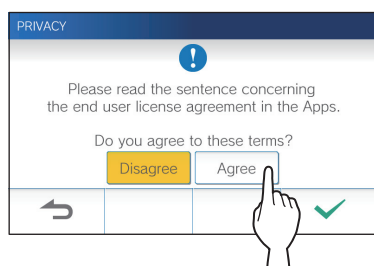 PRIVACY
Please read the sentence concerning
the end user license agreement in the Apps.
Do you agree to these terms?
Disagree Agree